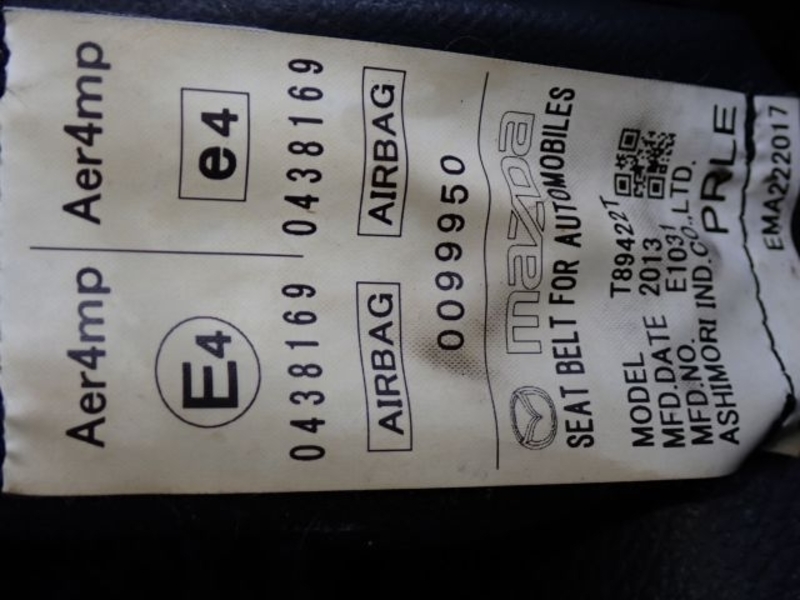 Aer4mp Aer4mp
E4 e4
0438169 0438169
AIRBAG AIRBAG
0099950
mazda
SEAT BELT FOR AUTOMOBILES
MODEL T89422T
MFD.DATE 2013
MFD.NO. E1031
ASHIMORI IND.CO.,LTD.
PRLE
EMA222017